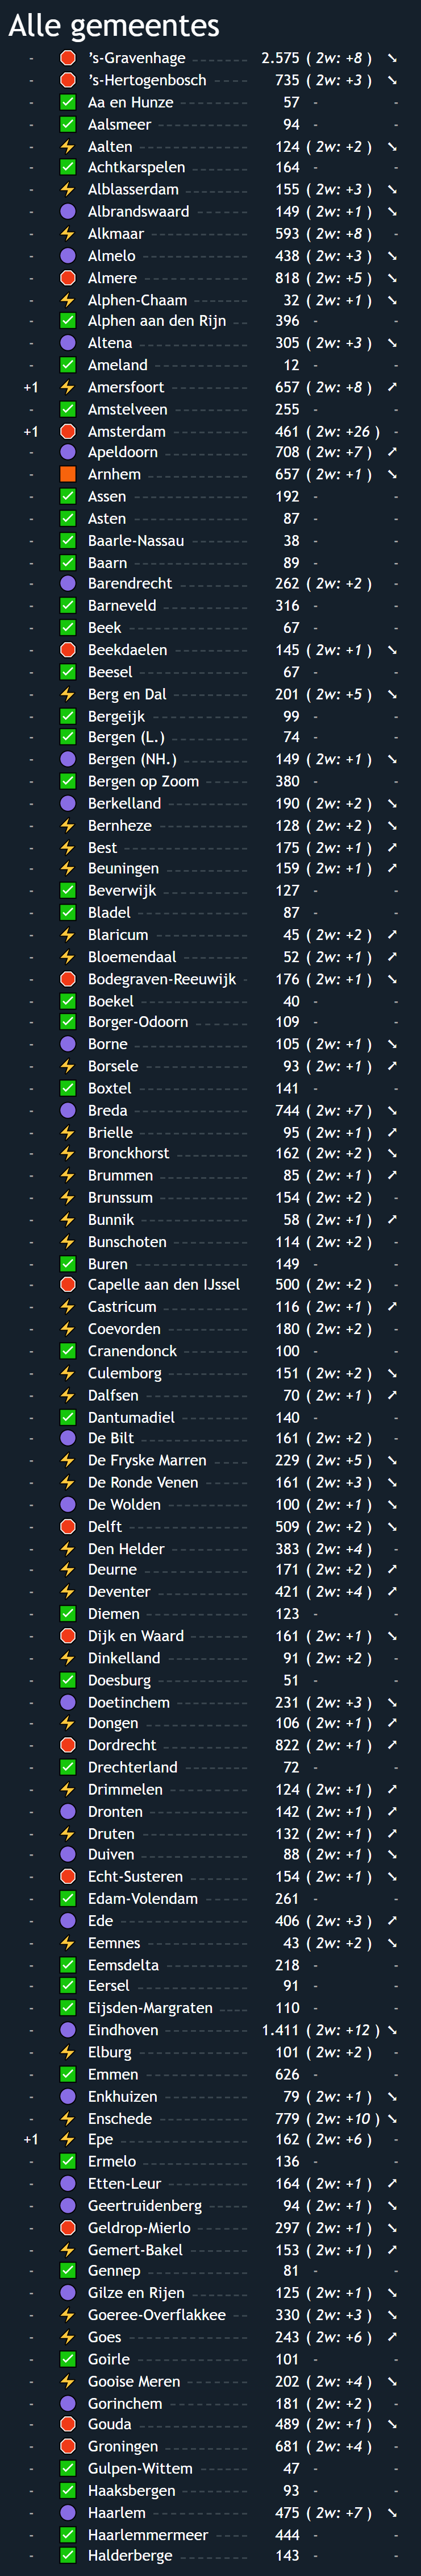 Alle gemeentes
- ’s-Gravenhage 2.575 ( 2w: +8 ) ➘
- ’s-Hertogenbosch 735 ( 2w: +3 ) ➘
- Aa en Hunze 57 - -
- Aalsmeer 94 - -
- Aalten 124 ( 2w: +2 ) ➘
- Achtkarspelen 164 - -
- Alblasserdam 155 ( 2w: +3 ) ➘
- Albrandswaard 149 ( 2w: +1 ) ➘
- Alkmaar 593 ( 2w: +8 ) -
- Almelo 438 ( 2w: +3 ) ➘
- Almere 818 ( 2w: +5 ) ➘
- Alphen-Chaam 32 ( 2w: +1 ) ➘
- Alphen aan den Rijn 396 - -
- Altena 305 ( 2w: +3 ) ➘
- Ameland 12 - -
+1 Amersfoort 657 ( 2w: +8 ) ➚
- Amstelveen 255 - -
+1 Amsterdam 461 ( 2w: +26 ) -
- Apeldoorn 708 ( 2w: +7 ) ➚
- Arnhem 657 ( 2w: +1 ) ➘
- Assen 192 - -
- Asten 87 - -
- Baarle-Nassau 38 - -
- Baarn 89 - -
- Barendrecht 262 ( 2w: +2 ) -
- Barneveld 316 - -
- Beek 67 - -
- Beekdaelen 145 ( 2w: +1 ) ➘
- Beesel 67 - -
- Berg en Dal 201 ( 2w: +5 ) ➘
- Bergeijk 99 - -
- Bergen (L.) 74 - -
- Bergen (NH.) 149 ( 2w: +1 ) ➘
- Bergen op Zoom 380 - -
- Berkelland 190 ( 2w: +2 ) ➘
- Bernheze 128 ( 2w: +2 ) ➘
- Best 175 ( 2w: +1 ) ➚
- Beuningen 159 ( 2w: +1 ) ➚
- Beverwijk 127 - -
- Bladel 87 - -
- Blaricum 45 ( 2w: +2 ) ➚
- Bloemendaal 52 ( 2w: +1 ) ➚
- Bodegraven-Reeuwijk 176 ( 2w: +1 ) ➘
- Boekel 40 - -
- Borger-Odoorn 109 - -
- Borne 105 ( 2w: +1 ) ➘
- Borsele 93 ( 2w: +1 ) ➚
- Boxtel 141 - -
- Breda 744 ( 2w: +7 ) ➘
- Brielle 95 ( 2w: +1 ) ➚
- Bronckhorst 162 ( 2w: +2 ) ➘
- Brummen 85 ( 2w: +1 ) ➚
- Brunssum 154 ( 2w: +2 ) -
- Bunnik 58 ( 2w: +1 ) ➚
- Bunschoten 114 ( 2w: +2 ) -
- Buren 149 - -
- Capelle aan den IJssel 500 ( 2w: +2 ) -
- Castricum 116 ( 2w: +1 ) ➚
- Coevorden 180 ( 2w: +2 ) -
- Cranendonck 100 - -
- Culemborg 151 ( 2w: +2 ) ➘
- Dalfsen 70 ( 2w: +1 ) ➚
- Dantumadiel 140 - -
- De Bilt 161 ( 2w: +2 ) -
- De Fryske Marren 229 ( 2w: +5 ) ➘
- De Ronde Venen 161 ( 2w: +3 ) ➘
- De Wolden 100 ( 2w: +1 ) ➘
- Delft 509 ( 2w: +2 ) ➘
- Den Helder 383 ( 2w: +4 ) -
- Deurne 171 ( 2w: +2 ) ➚
- Deventer 421 ( 2w: +4 ) ➚
- Diemen 123 - -
- Dijk en Waard 161 ( 2w: +1 ) ➘
- Dinkelland 91 ( 2w: +2 ) -
- Doesburg 51 - -
- Doetinchem 231 ( 2w: +3 ) ➘
- Dongen 106 ( 2w: +1 ) ➚
- Dordrecht 822 ( 2w: +1 ) ➚
- Drechterland 72 - -
- Drimmelen 124 ( 2w: +1 ) ➚
- Dronten 142 ( 2w: +1 ) ➚
- Druten 132 ( 2w: +1 ) ➚
- Duiven 88 ( 2w: +1 ) ➘
- Echt-Susteren 154 ( 2w: +1 ) ➘
- Edam-Volendam 261 - -
- Ede 406 ( 2w: +3 ) ➚
- Eemnes 43 ( 2w: +2 ) ➘
- Eemsdelta 218 - -
- Eersel 91 - -
- Eijsden-Margraten 110 - -
- Eindhoven 1.411 ( 2w: +12 ) ➘
- Elburg 101 ( 2w: +2 ) -
- Emmen 626 - -
- Enkhuizen 79 ( 2w: +1 ) ➘
- Enschede 779 ( 2w: +10 ) ➘
+1 Epe 162 ( 2w: +6 ) -
- Ermelo 136 - -
- Etten-Leur 164 ( 2w: +1 ) ➚
- Geertruidenberg 94 ( 2w: +1 ) ➘
- Geldrop-Mierlo 297 ( 2w: +1 ) ➘
- Gemert-Bakel 153 ( 2w: +1 ) ➚
- Gennep 81 - -
- Gilze en Rijen 125 ( 2w: +1 ) ➘
- Goeree-Overflakkee 330 ( 2w: +3 ) ➘
- Goes 243 ( 2w: +6 ) ➚
- Goirle 101 - -
- Gooise Meren 202 ( 2w: +4 ) ➘
- Gorinchem 181 ( 2w: +2 ) -
- Gouda 489 ( 2w: +1 ) ➘
- Groningen 681 ( 2w: +4 ) -
- Gulpen-Wittem 47 - -
- Haaksbergen 93 - -
- Haarlem 475 ( 2w: +7 ) ➘
- Haarlemmermeer 444 - -
- Halderberge 143 - -